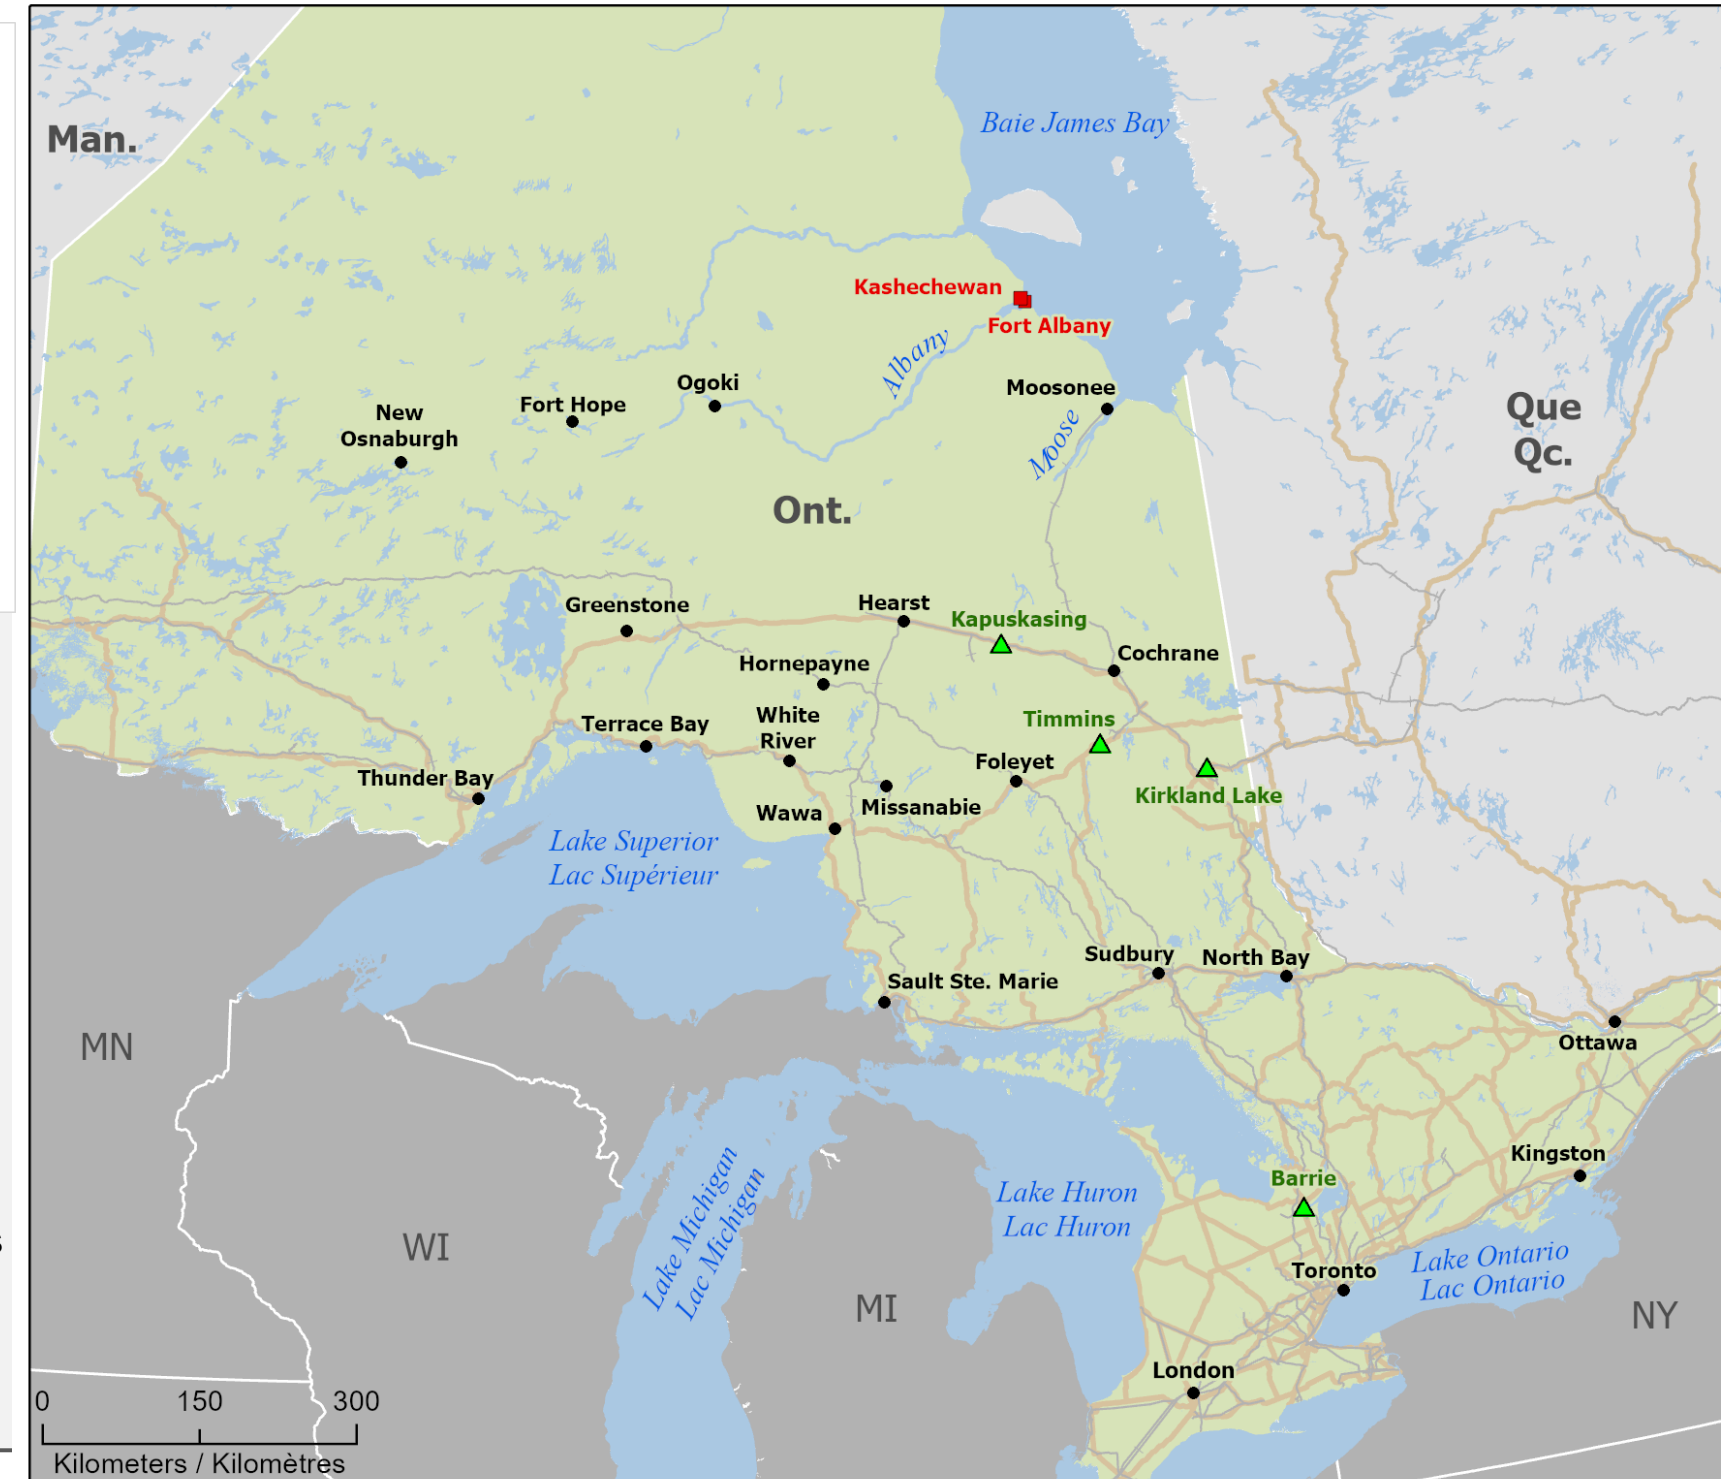 Baie James Bay
Man.
Kashechewan
Fort Albany
Albany
Ogoki
Moosonee
Fort Hope
New
Osnaburgh
Moose
Que
Qc.
Ont.
Greenstone
Hearst
Kapuskasing
Cochrane
Hornepayne
Terrace Bay
White
River
Timmins
Foleyet
Thunder Bay
Kirkland Lake
Missanabie
Wawa
Lake Superior
Lac Supérieur
Sudbury
North Bay
Sault Ste. Marie
Ottawa
MN
Kingston
Barrie
Lake Michigan
Lac Michigan
Lake Huron
Lac Huron
WI
Lake Ontario
Lac Ontario
Toronto
MI
NY
London
0 150 300
Kilometers / Kilomètres